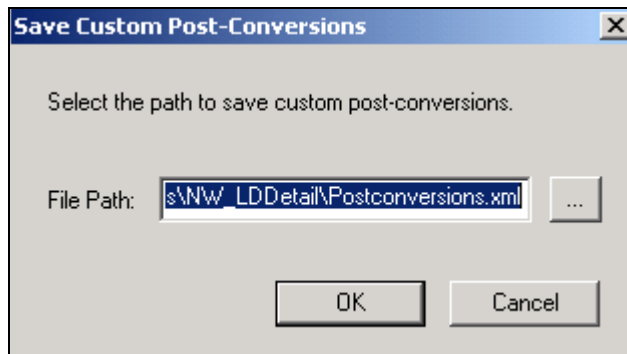 Save Custom Post-Conversions
Select the path to save custom post-conversions.
File Path: s\NW_LDDetail\Postconversions.xml ...
OK Cancel